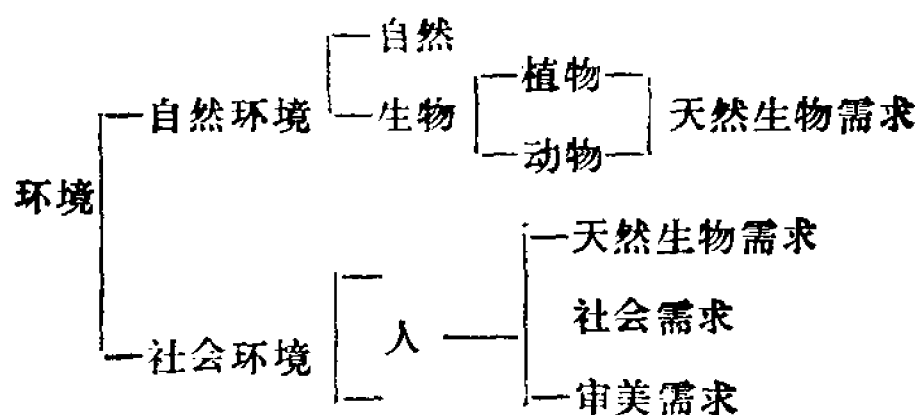 自然
植物
自然环境 生物 天然生物需求
动物
环境
天然生物需求
社会需求
社会环境 人
审美需求